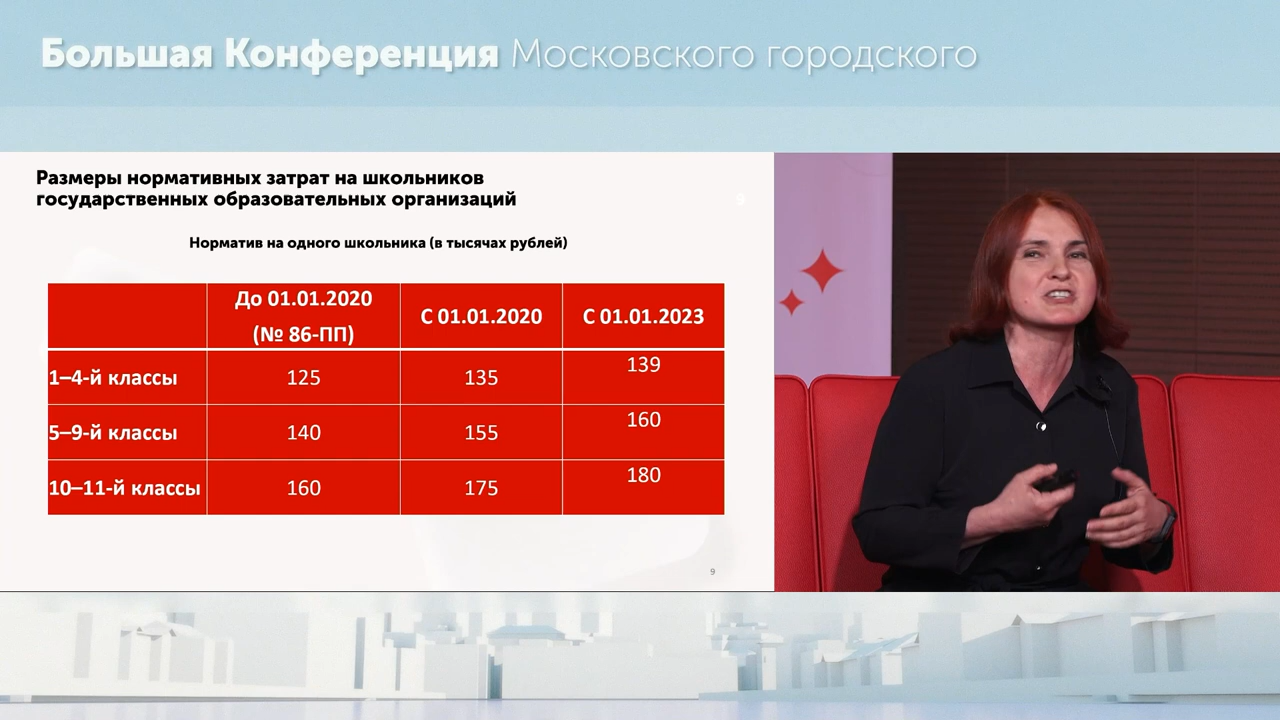 Большая Конференция Московского городского
Размеры нормативных затрат на школьников
государственных образовательных организаций
9
Норматив на одного школьника (в тысячах рублей)
До 01.01.2020
(№ 86-ПП)
С 01.01.2020
С 01.01.2023
1–4-й классы
125
135
139
5–9-й классы
140
155
160
10–11-й классы
160
175
180
9